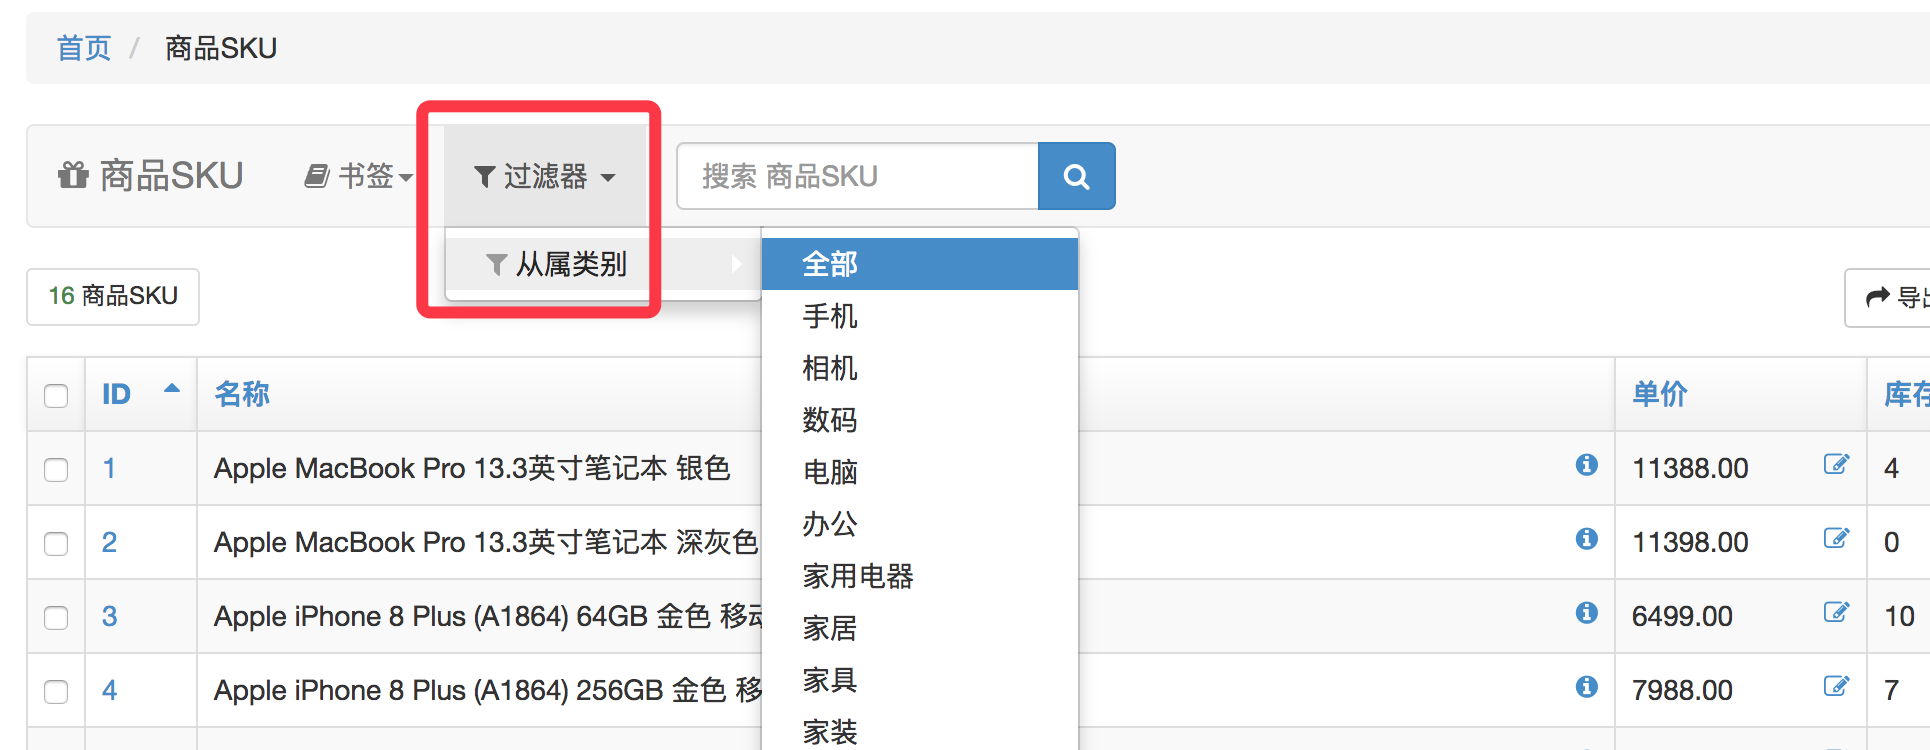 首页 / 商品SKU
商品SKU 书签 过滤器 搜索 商品SKU
从属类别 全部
16 商品SKU
手机
导出
相机
ID 名称 单价 库存
数码
1 Apple MacBook Pro 13.3英寸笔记本 银色 11388.00 4
电脑
办公
2 Apple MacBook Pro 13.3英寸笔记本 深灰色 11398.00 0
家用电器
3 Apple iPhone 8 Plus (A1864) 64GB 金色 移动 6499.00 10
家居
家具
4 Apple iPhone 8 Plus (A1864) 256GB 金色 移 7988.00 7
家装